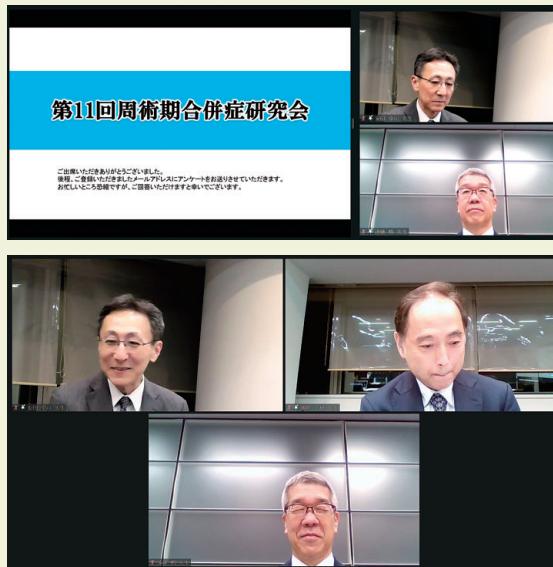 第11回周術期合併症研究会
ご出席いただきありがとうございました。
後程、ご登録いただきましたメールアドレスにアンケートをお送りさせていただきます。
お忙しいところ恐縮ですが、ご回答いただけますと幸いでございます。